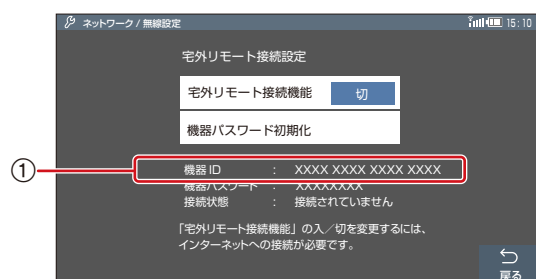 ネットワーク / 無線設定 15:10
宅外リモート接続設定
宅外リモート接続機能 切
機器パスワード初期化
① 機器 ID : XXXX XXXX XXXX XXXX
機器パスワード : XXXXXXXX
接続状態 : 接続されていません
「宅外リモート接続機能」の入／切を変更するには、
インターネットへの接続が必要です。
戻る